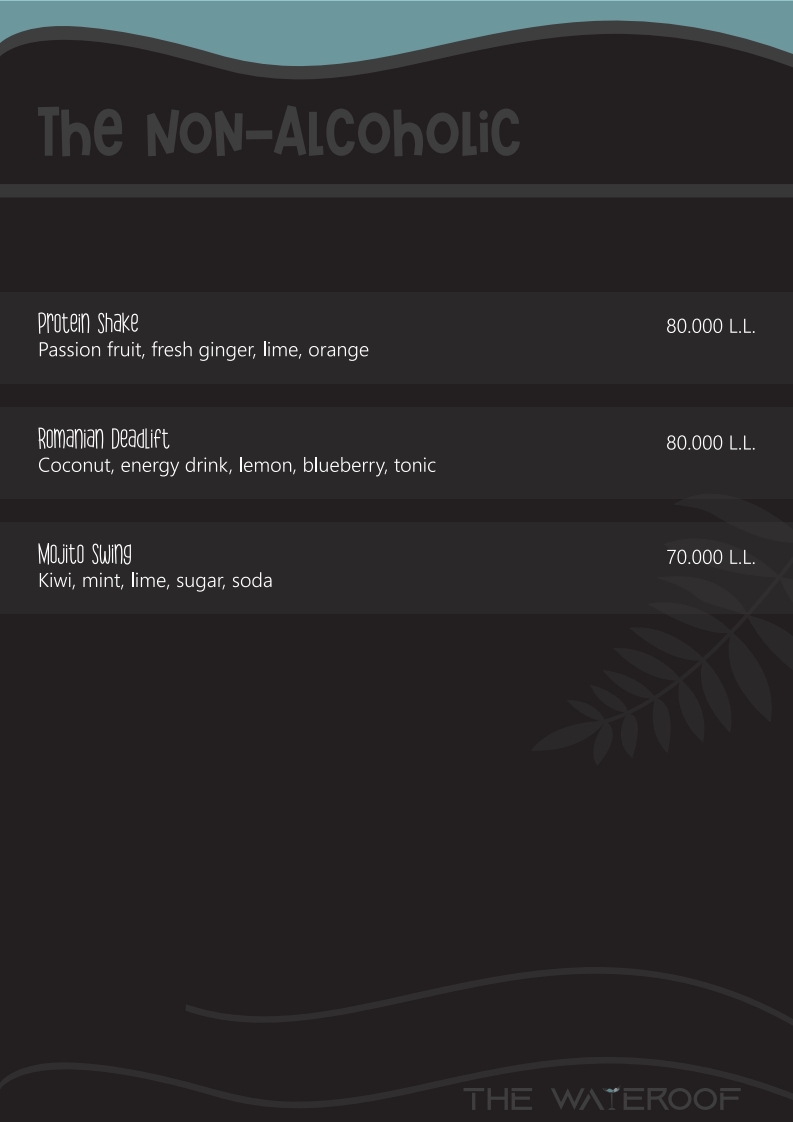 The Non-Alcoholic
Protein Shake
80.000 L.L.
Passion fruit, fresh ginger, lime, orange
Romanian Deadlift
80.000 L.L.
Coconut, energy drink, lemon, blueberry, tonic
Mojito Swing
70.000 L.L.
Kiwi, mint, lime, sugar, soda
THE WATEROOF